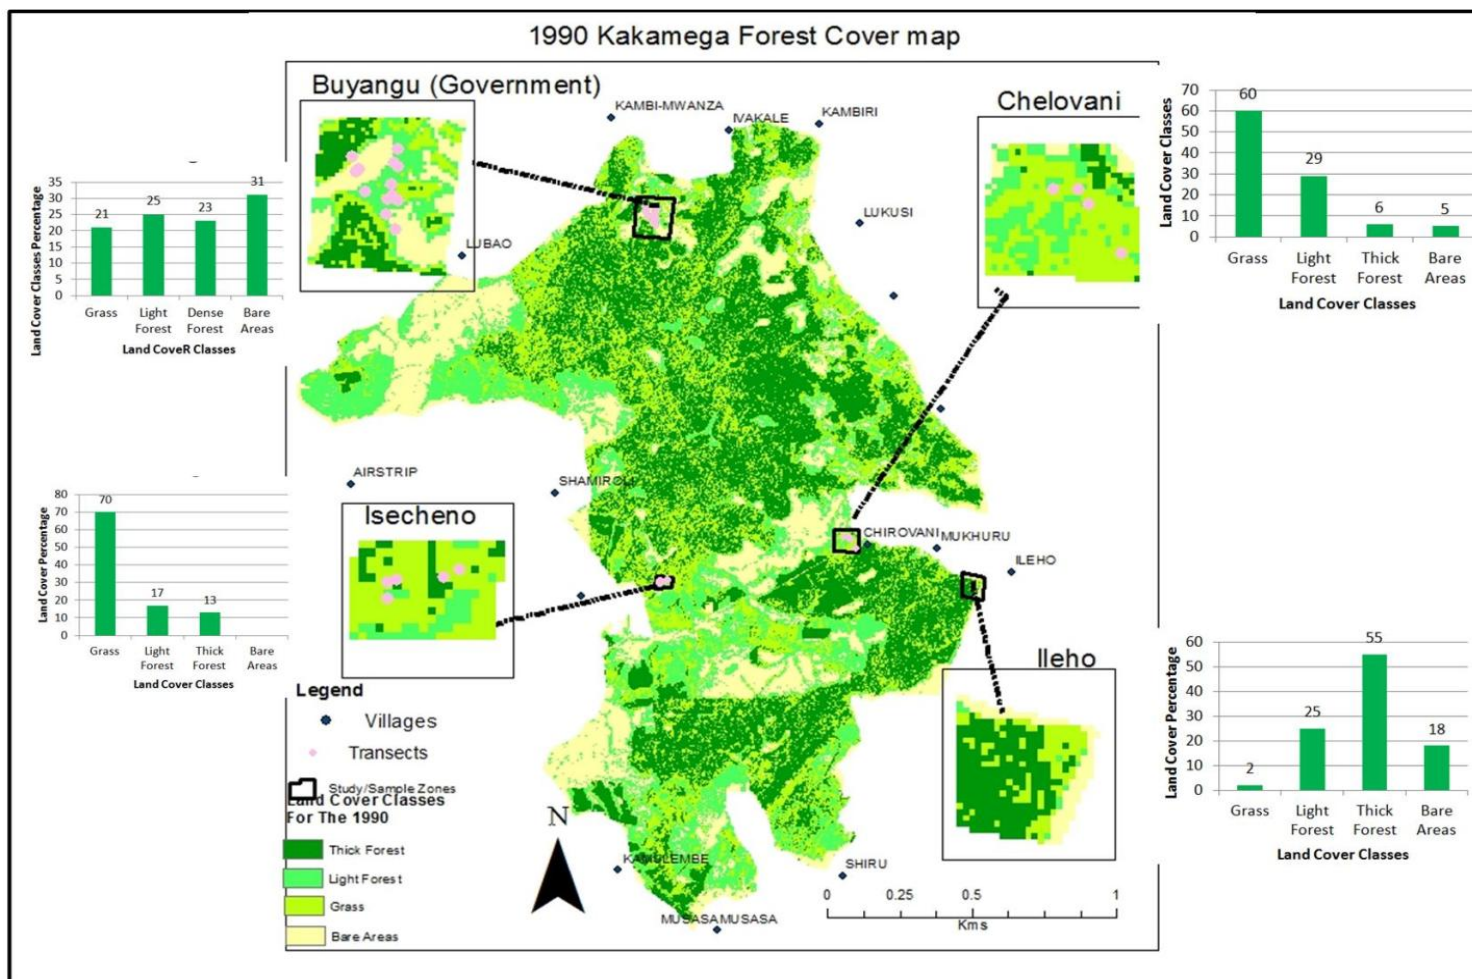 1990 Kakamega Forest Cover map
Buyangu (Government)
KAMBI-MWANZA
IVAKALE
KAMBIRI
LUKUSI
LUBAO
AIRSTRIP
CHIROVANI
MUKHURU
ILEHO
KAMULEMBE
SHIRU
MUSASAMUSASA
Chelovani
Isecheno
Ileho
Land Cover Classes Percentage
35
30
25
20
15
10
5
0
21
25
23
31
Grass
Light Forest
Dense Forest
Bare Areas
Land CoveR Classes
Land Cover Classes
70
60
50
40
30
20
10
0
60
29
6
5
Grass
Light Forest
Thick Forest
Bare Areas
Land Cover Classes
Land Cover Percentage
80
70
60
50
40
30
20
10
0
70
17
13
Grass
Light Forest
Thick Forest
Bare Areas
Land Cover Classes
Land Cover Percentage
60
50
40
30
20
10
0
2
25
55
18
Grass
Light Forest
Thick Forest
Bare Areas
Land Cover Classes
Legend
Villages
Transects
Study/Sample Zones
Land Cover Classes
For The 1990
Thick Forest
Light Forest
Grass
Bare Areas
N
0 0.25 0.5 1
Kms